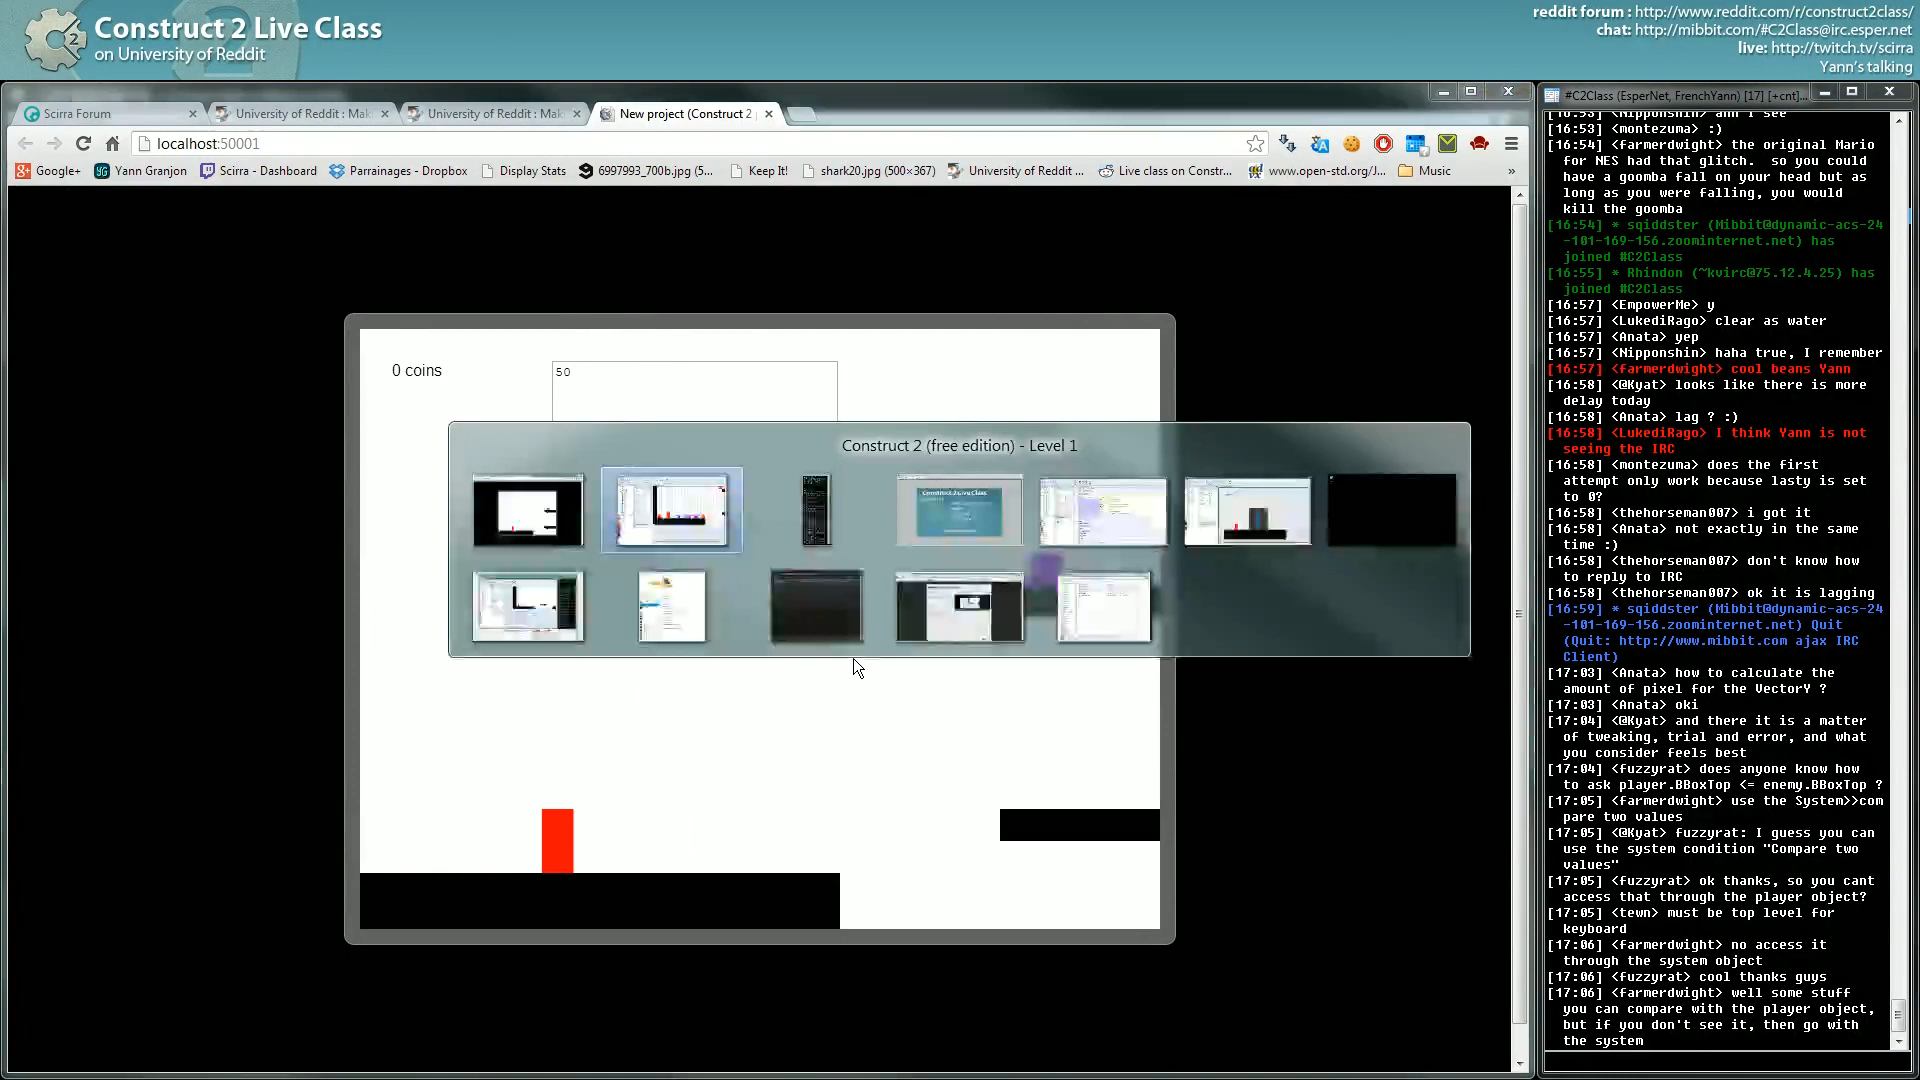 Construct 2 Live Class
on University of Reddit
reddit forum : http://www.reddit.com/r/construct2class/
chat: http://mibbit.com/#C2Class@irc.esper.net
live: http://twitch.tv/scirra
Yann's talking
Scirra Forum
University of Reddit : Mak
University of Reddit : Mak
New project (Construct 2
localhost:50001
Google+
Yann Granjon
Scirra - Dashboard
Parrainages - Dropbox
Display Stats
6997993_700b.jpg (5...
Keep It!
shark20.jpg (500×367)
University of Reddit ...
Live class on Constr...
www.open-std.org/J...
Music
»
0 coins
50
Construct 2 (free edition) - Level 1
#C2Class (EsperNet, FrenchYann) [17] [+cnt]...
[16:53] <Nipponshin> ahh I see
[16:53] <montezuma> :)
[16:54] <farmerdwight> the original Mario
for NES had that glitch.  so you could
have a goomba fall on your head but as
long as you were falling, you would
kill the goomba
[16:54] * sqiddster (Mibbit@dynamic-acs-24
-101-169-156.zoominternet.net) has
joined #C2Class
[16:55] * Rhindon (~kvirc@75.12.4.25) has
joined #C2Class
[16:57] <EmpowerMe> y
[16:57] <LukediRago> clear as water
[16:57] <Anata> yep
[16:57] <Nipponshin> haha true, I remember
[16:57] <farmerdwight> cool beans Yann
[16:58] <@Kyat> looks like there is more
delay today
[16:58] <Anata> lag ? :)
[16:58] <LukediRago> I think Yann is not
seeing the IRC
[16:58] <montezuma> does the first
attempt only work because lasty is set
to 0?
[16:58] <thehorseman007> i got it
[16:58] <Anata> not exactly in the same
time :)
[16:58] <thehorseman007> don't know how
to reply to IRC
[16:58] <thehorseman007> ok it is lagging
[16:59] * sqiddster (Mibbit@dynamic-acs-24
-101-169-156.zoominternet.net) Quit
(Quit: http://www.mibbit.com ajax IRC
Client)
[17:03] <Anata> how to calculate the
amount of pixel for the VectorY ?
[17:03] <Anata> oki
[17:04] <@Kyat> and there it is a matter
of tweaking, trial and error, and what
you consider feels best
[17:04] <fuzzyrat> does anyone know how
to ask player.BBoxTop <= enemy.BBoxTop ?
[17:05] <farmerdwight> use the System>>com
pare two values
[17:05] <@Kyat> fuzzyrat: I guess you can
use the system condition "Compare two
values"
[17:05] <fuzzyrat> ok thanks, so you cant
access that through the player object?
[17:05] <tewn> must be top level for
keyboard
[17:06] <farmerdwight> no access it
through the system object
[17:06] <fuzzyrat> cool thanks guys
[17:06] <farmerdwight> well some stuff
you can compare with the player object,
but if you don't see it, then go with
the system